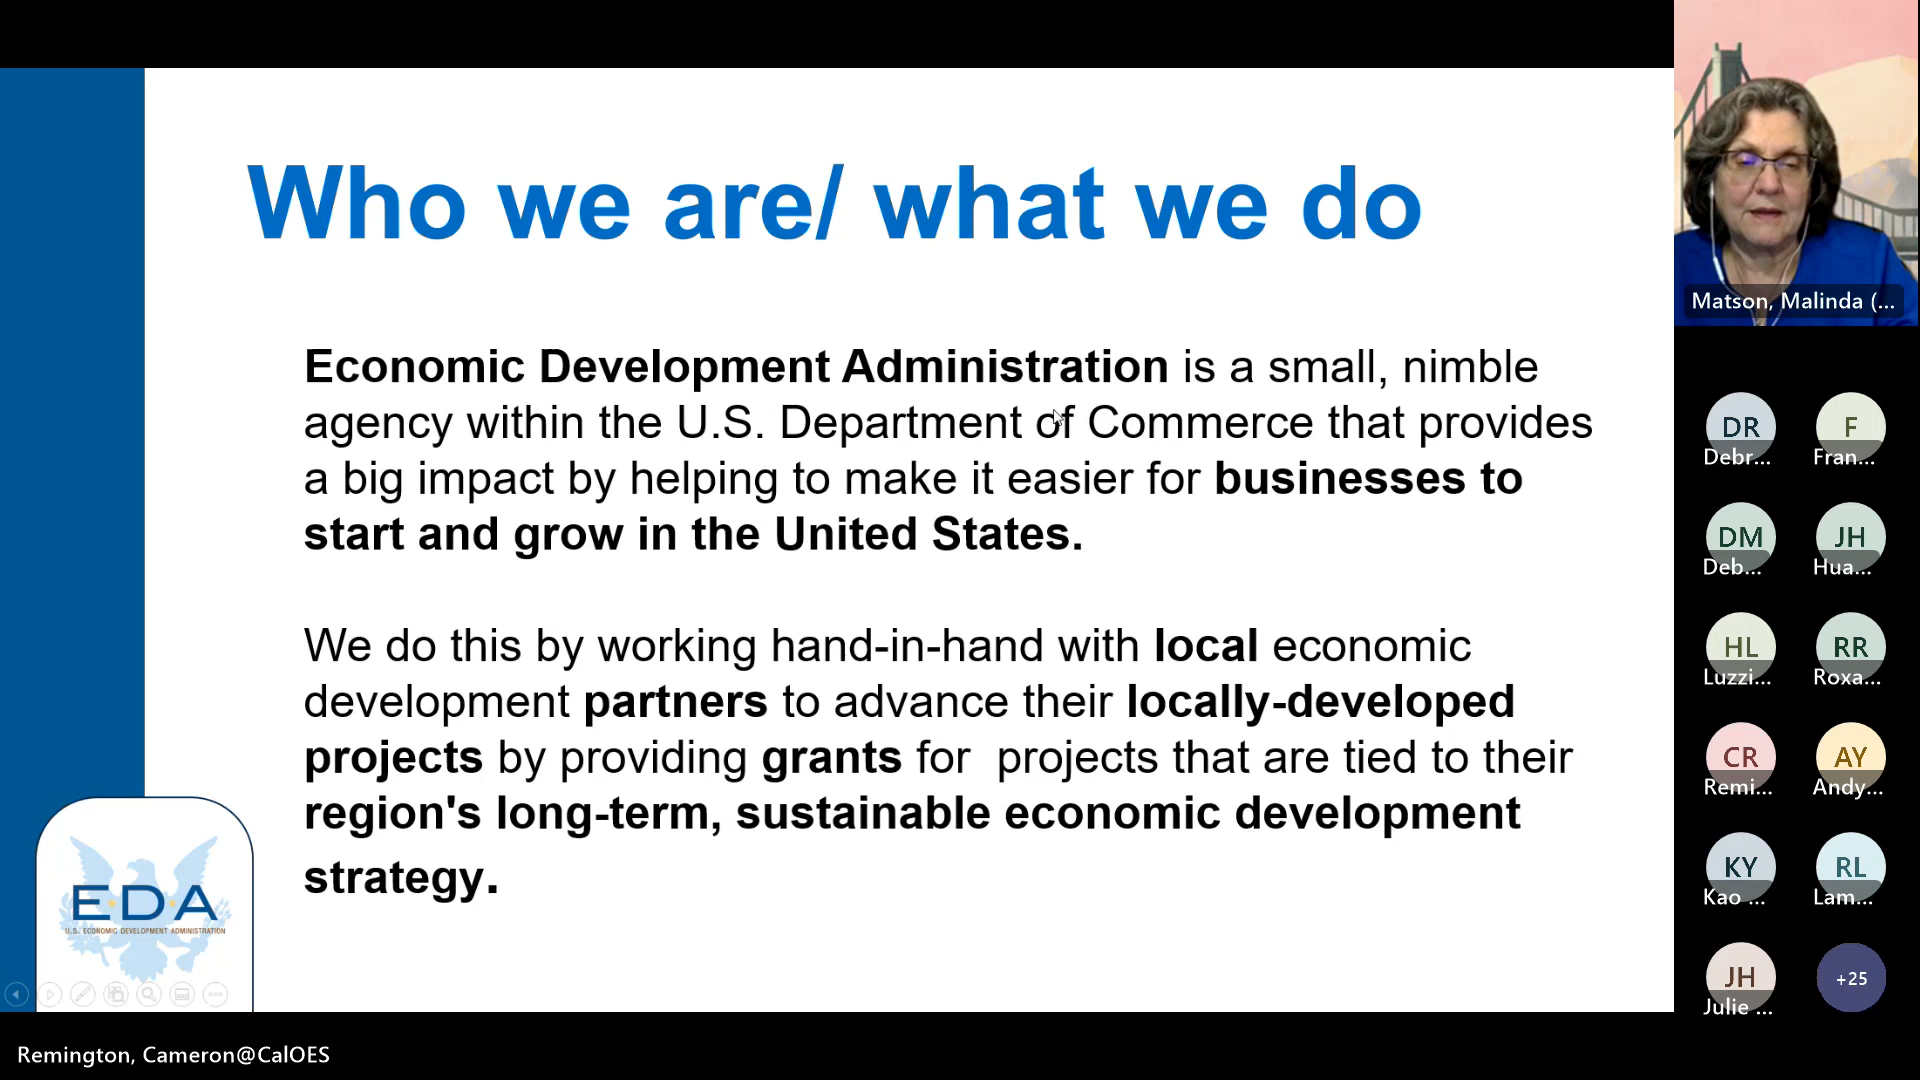 Who we are/ what we do
Economic Development Administration is a small, nimble
agency within the U.S. Department of Commerce that provides
a big impact by helping to make it easier for businesses to
start and grow in the United States.
We do this by working hand-in-hand with local economic
development partners to advance their locally-developed
projects by providing grants for  projects that are tied to their
region's long-term, sustainable economic development
strategy.
EDA
U.S. ECONOMIC DEVELOPMENT ADMINISTRATION
Remington, Cameron@CalOES
Matson, Malinda (...
DR
Debr...
F
Fran...
DM
Deb...
JH
Hua...
HL
Luzzi...
RR
Roxa...
CR
Remi...
AY
Andy...
KY
Kao ...
RL
Lam...
JH
Julie ...
+25